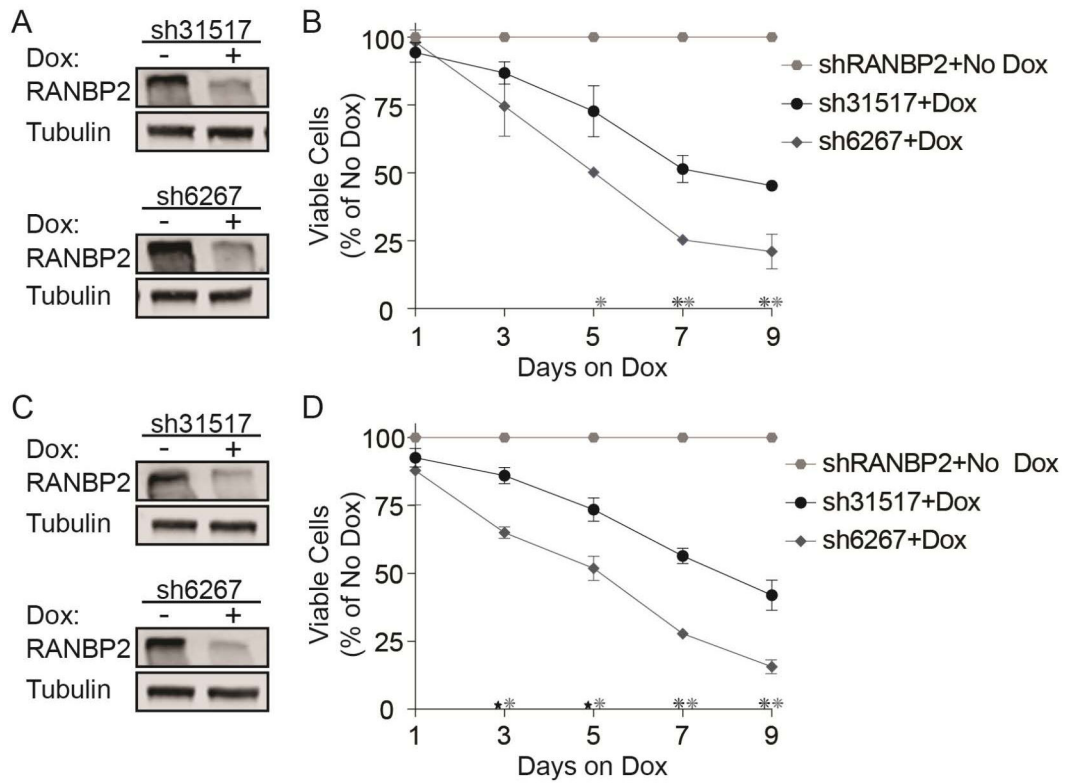 A
sh31517
Dox: - +
RANBP2
Tubulin
sh6267
Dox: - +
RANBP2
Tubulin
B
100
75
50
25
0
Viable Cells
(% of No Dox)
* ** **
1 3 5 7 9
Days on Dox
shRANBP2+No Dox
sh31517+Dox
sh6267+Dox
C
sh31517
Dox: - +
RANBP2
Tubulin
sh6267
Dox: - +
RANBP2
Tubulin
D
100
75
50
25
0
Viable Cells
(% of No Dox)
★* ★* ** **
1 3 5 7 9
Days on Dox
shRANBP2+No Dox
sh31517+Dox
sh6267+Dox